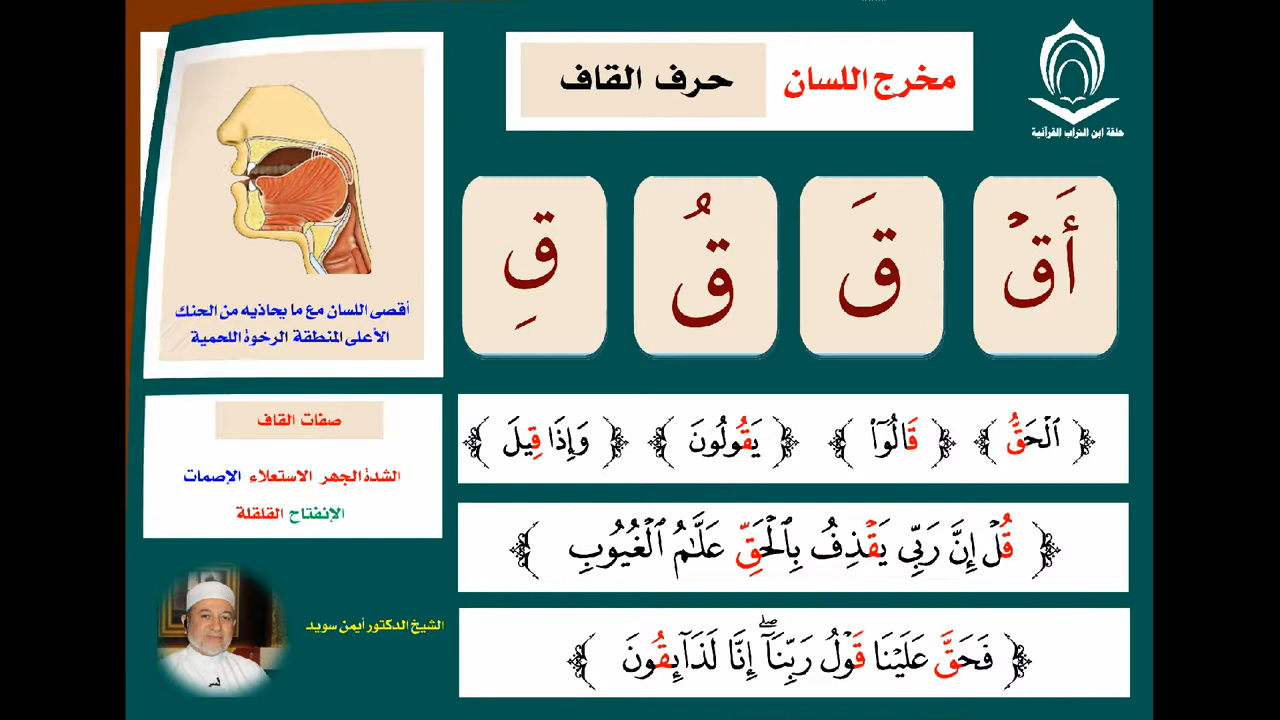 مخرج اللسان حرف القاف
حلقة ابن التراب القرآنية
أَقْ قَ قُ قِ
أقصى اللسان مع ما يحاذيه من الحنك
الأعلى المنطقة الرخوة اللحمية
صفات القاف
الشدة الجهر الاستعلاء الإصمات
الإنفتاح القلقلة
﴿ ٱلْحَقُّ ﴾ ﴿ قَالُوٓا۟ ﴾ ﴿ يَقُولُونَ ﴾ ﴿ وَإِذَا قِيلَ ﴾
﴿ قُلْ إِنَّ رَبِّى يَقْذِفُ بِٱلْحَقِّ عَلَّٰمُ ٱلْغُيُوبِ ﴾
﴿ فَحَقَّ عَلَيْنَا قَوْلُ رَبِّنَآ ۖ إِنَّا لَذَآئِقُونَ ﴾
الشيخ الدكتور أيمن سويد